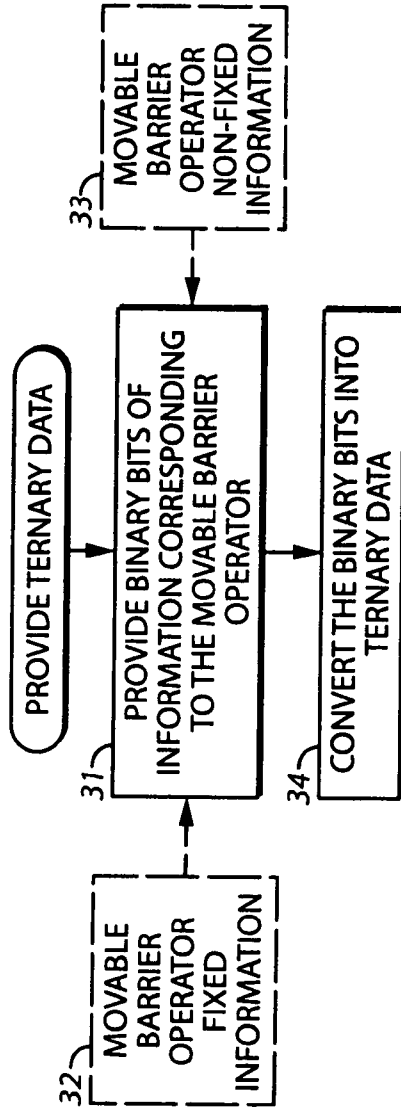 PROVIDE TERNARY DATA
32
MOVABLE
BARRIER
OPERATOR
FIXED
INFORMATION
31
PROVIDE BINARY BITS OF
INFORMATION CORRESPONDING
TO THE MOVABLE BARRIER
OPERATOR
33
MOVABLE
BARRIER
OPERATOR
NON-FIXED
INFORMATION
34
CONVERT THE BINARY BITS INTO
TERNARY DATA